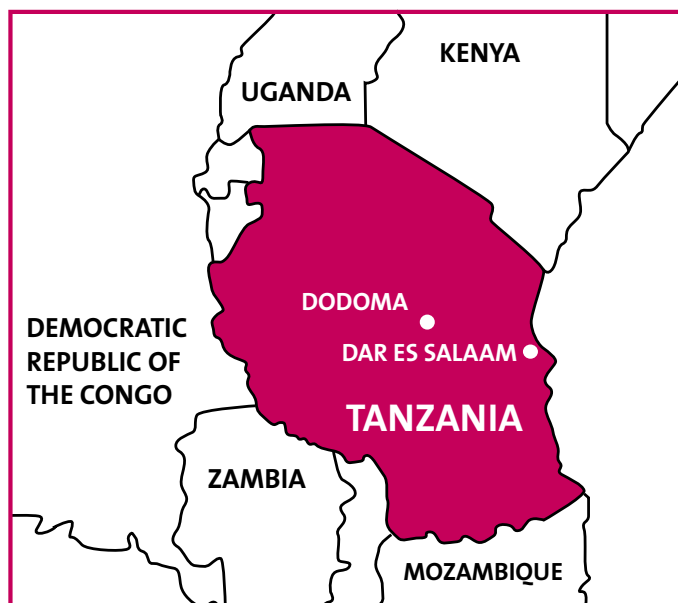 KENYA
UGANDA
DODOMA
DEMOCRATIC
REPUBLIC OF
THE CONGO
DAR ES SALAAM
TANZANIA
ZAMBIA
MOZAMBIQUE